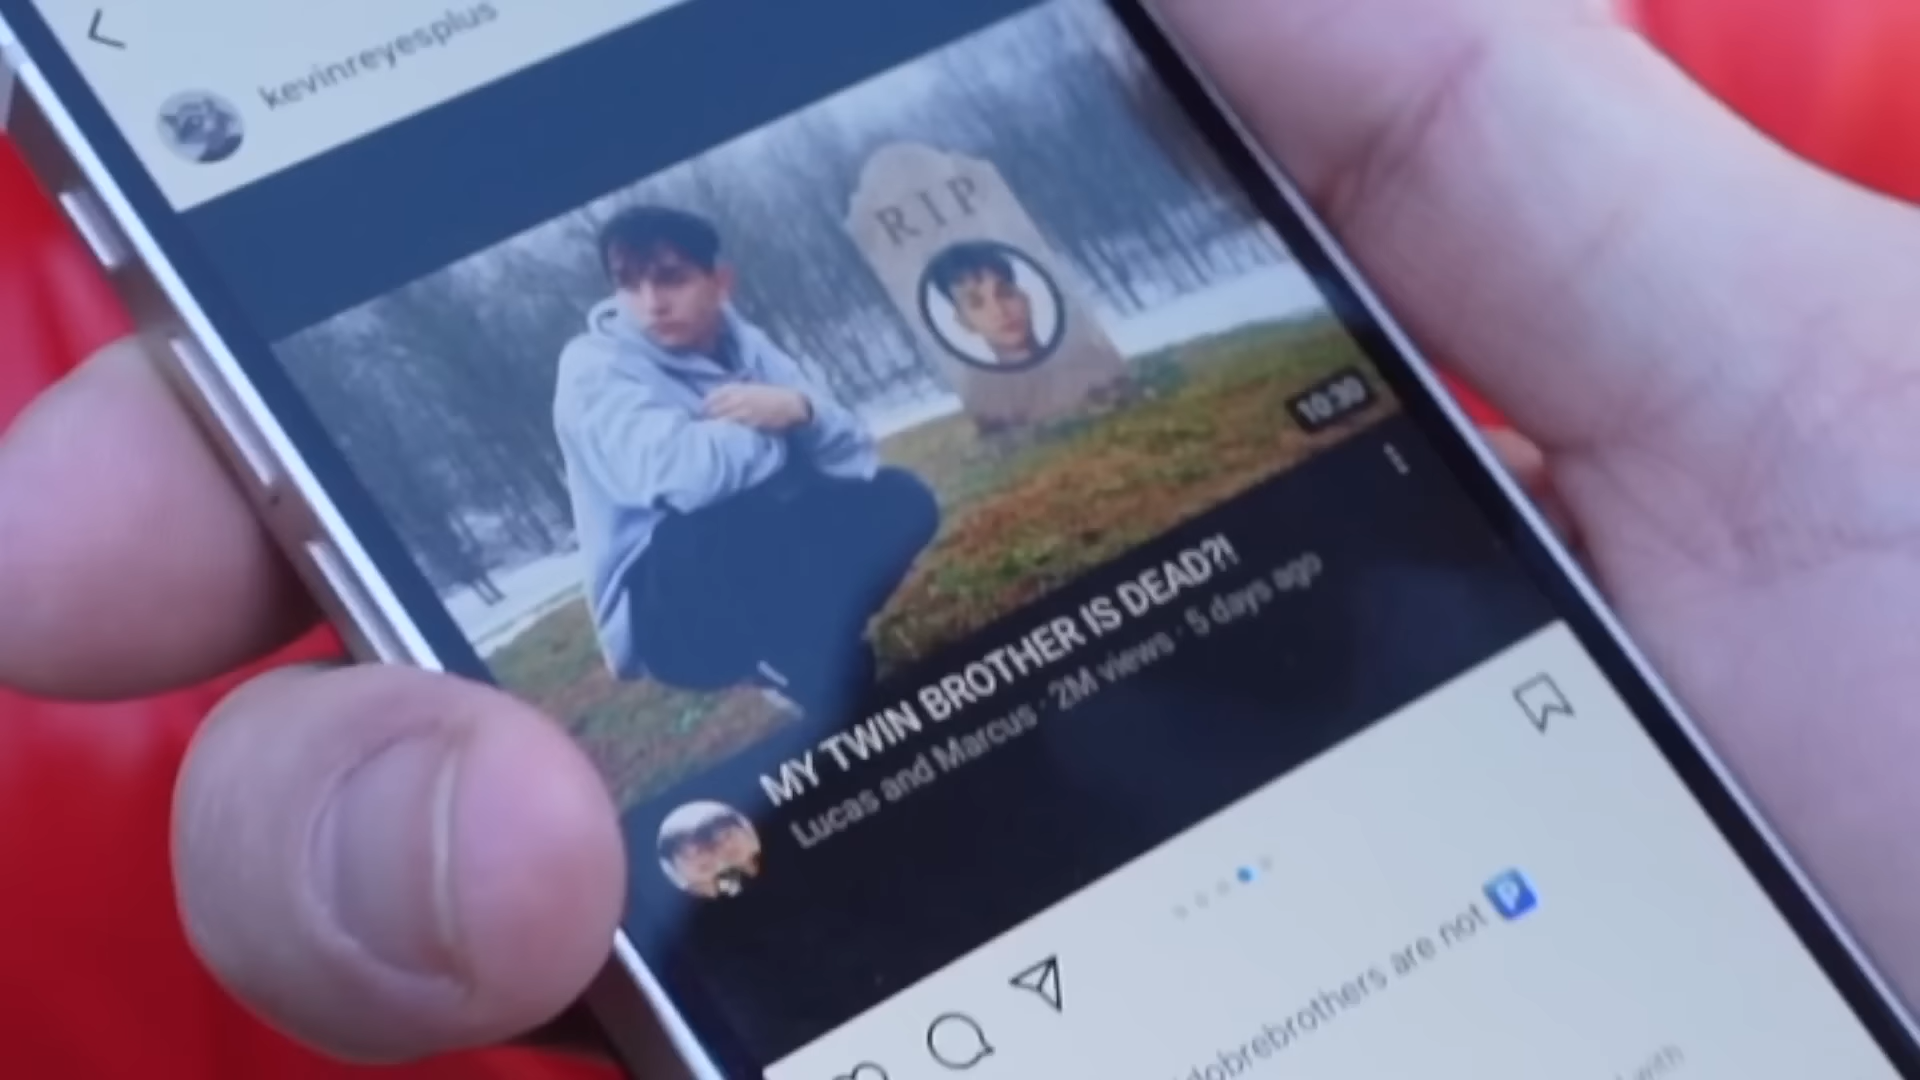 kevinreyesplus
RIP
10:30
MY TWIN BROTHER IS DEAD?!
Lucas and Marcus · 2M views · 5 days ago
dobrebrothers are not 🅿️
with